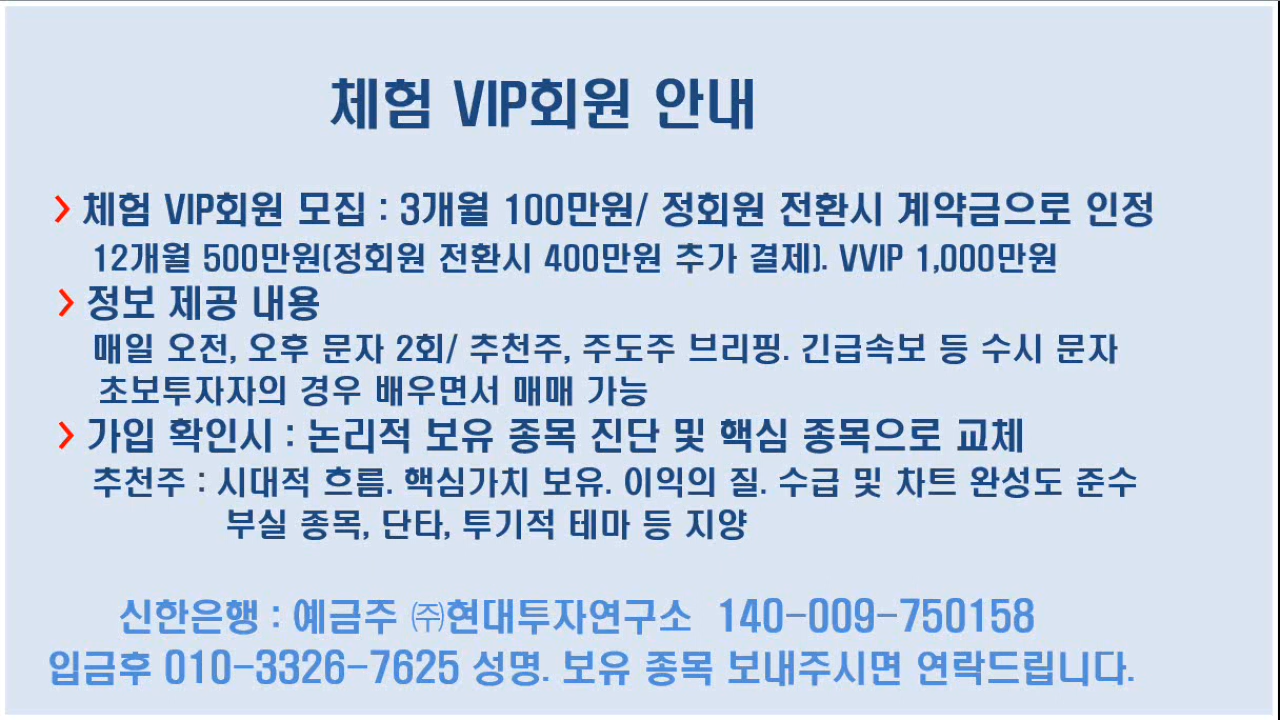 체험 VIP회원 안내
> 체험 VIP회원 모집 : 3개월 100만원/ 정회원 전환시 계약금으로 인정
12개월 500만원(정회원 전환시 400만원 추가 결제). VVIP 1,000만원
> 정보 제공 내용
매일 오전, 오후 문자 2회/ 추천주, 주도주 브리핑. 긴급속보 등 수시 문자
초보투자자의 경우 배우면서 매매 가능
> 가입 확인시 : 논리적 보유 종목 진단 및 핵심 종목으로 교체
추천주 : 시대적 흐름. 핵심가치 보유. 이익의 질. 수급 및 차트 완성도 준수
부실 종목, 단타, 투기적 테마 등 지양
신한은행 : 예금주 ㈜현대투자연구소 140-009-750158
입금후 010-3326-7625 성명. 보유 종목 보내주시면 연락드립니다.